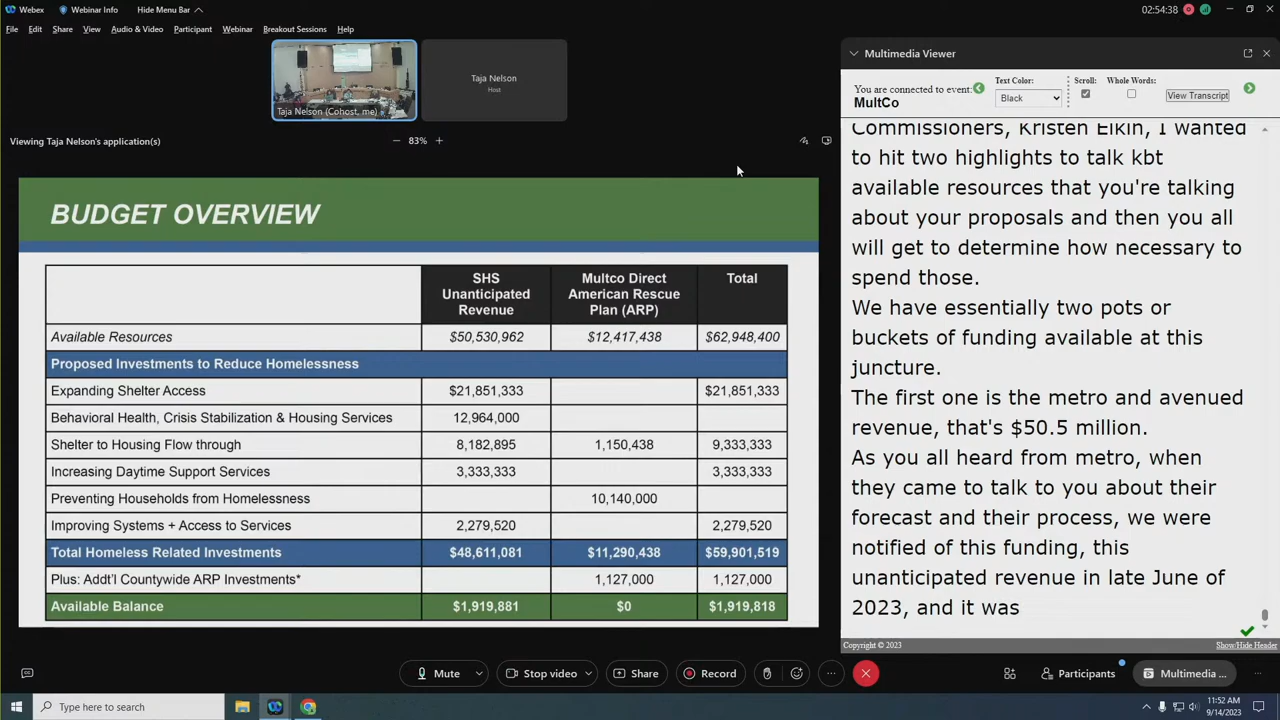 Webex
Webinar Info
Hide Menu Bar
02:54:38
File Edit Share View Audio & Video Participant Webinar Breakout Sessions Help
Taja Nelson (Cohost, me)
Taja Nelson
Host
Viewing Taja Nelson's application(s)
83%
BUDGET OVERVIEW
SHS Unanticipated Revenue
Multco Direct American Rescue Plan (ARP)
Total
Available Resources $50,530,962 $12,417,438 $62,948,400
Proposed Investments to Reduce Homelessness
Expanding Shelter Access $21,851,333 $21,851,333
Behavioral Health, Crisis Stabilization & Housing Services 12,964,000
Shelter to Housing Flow through 8,182,895 1,150,438 9,333,333
Increasing Daytime Support Services 3,333,333 3,333,333
Preventing Households from Homelessness 10,140,000
Improving Systems + Access to Services 2,279,520 2,279,520
Total Homeless Related Investments $48,611,081 $11,290,438 $59,901,519
Plus: Addt'l Countywide ARP Investments* 1,127,000 1,127,000
Available Balance $1,919,881 $0 $1,919,818
Multimedia Viewer
You are connected to event:
MultCo
Text Color:
Black
Scroll:
Whole Words:
View Transcript
Commissioners, Kristen Elkin, I wanted
to hit two highlights to talk kbt
available resources that you're talking
about your proposals and then you all
will get to determine how necessary to
spend those.
We have essentially two pots or
buckets of funding available at this
juncture.
The first one is the metro and avenued
revenue, that's $50.5 million.
As you all heard from metro, when
they came to talk to you about their
forecast and their process, we were
notified of this funding, this
unanticipated revenue in late June of
2023, and it was
Copyright © 2023
Show/Hide Header
Mute
Stop video
Share
Record
Participants
Multimedia ...
Type here to search
11:52 AM
9/14/2023